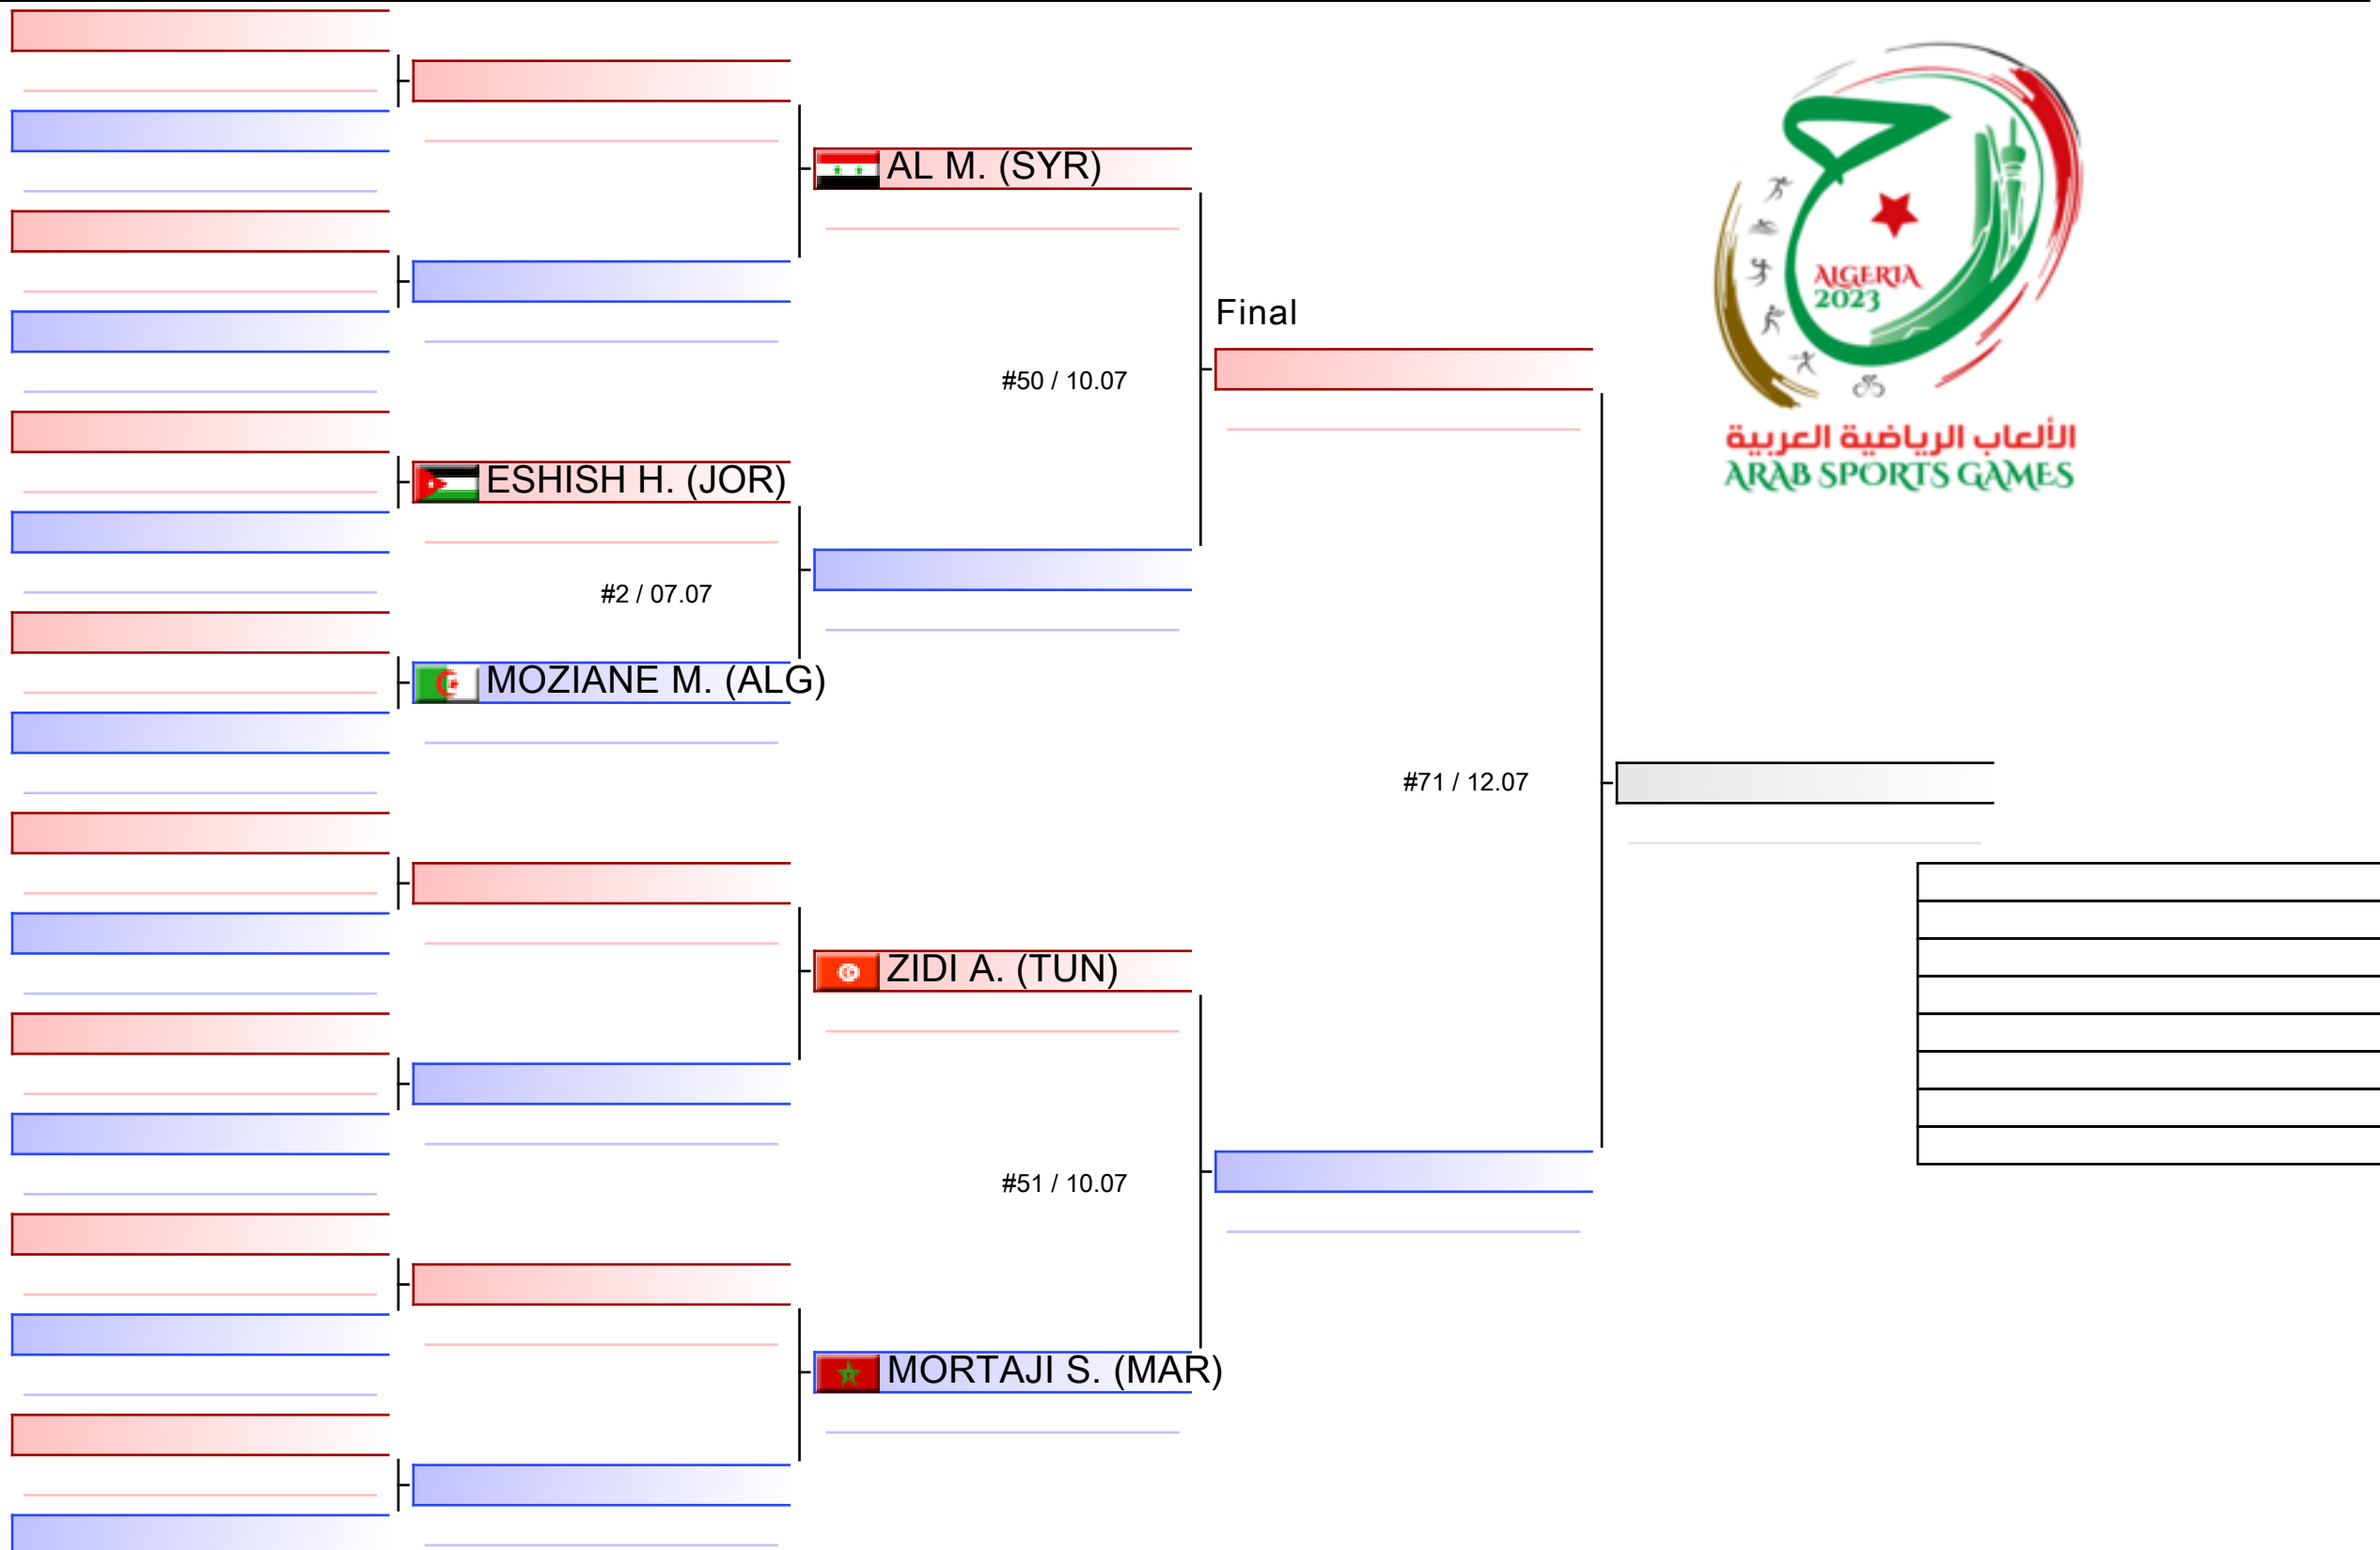 AL M. (SYR)
Final
#50 / 10.07
ESHISH H. (JOR)
#2 / 07.07
MOZIANE M. (ALG)
#71 / 12.07
ZIDI A. (TUN)
#51 / 10.07
MORTAJI S. (MAR)
ALGERIA
2023
الألعاب الرياضية العربية
ARAB SPORTS GAMES